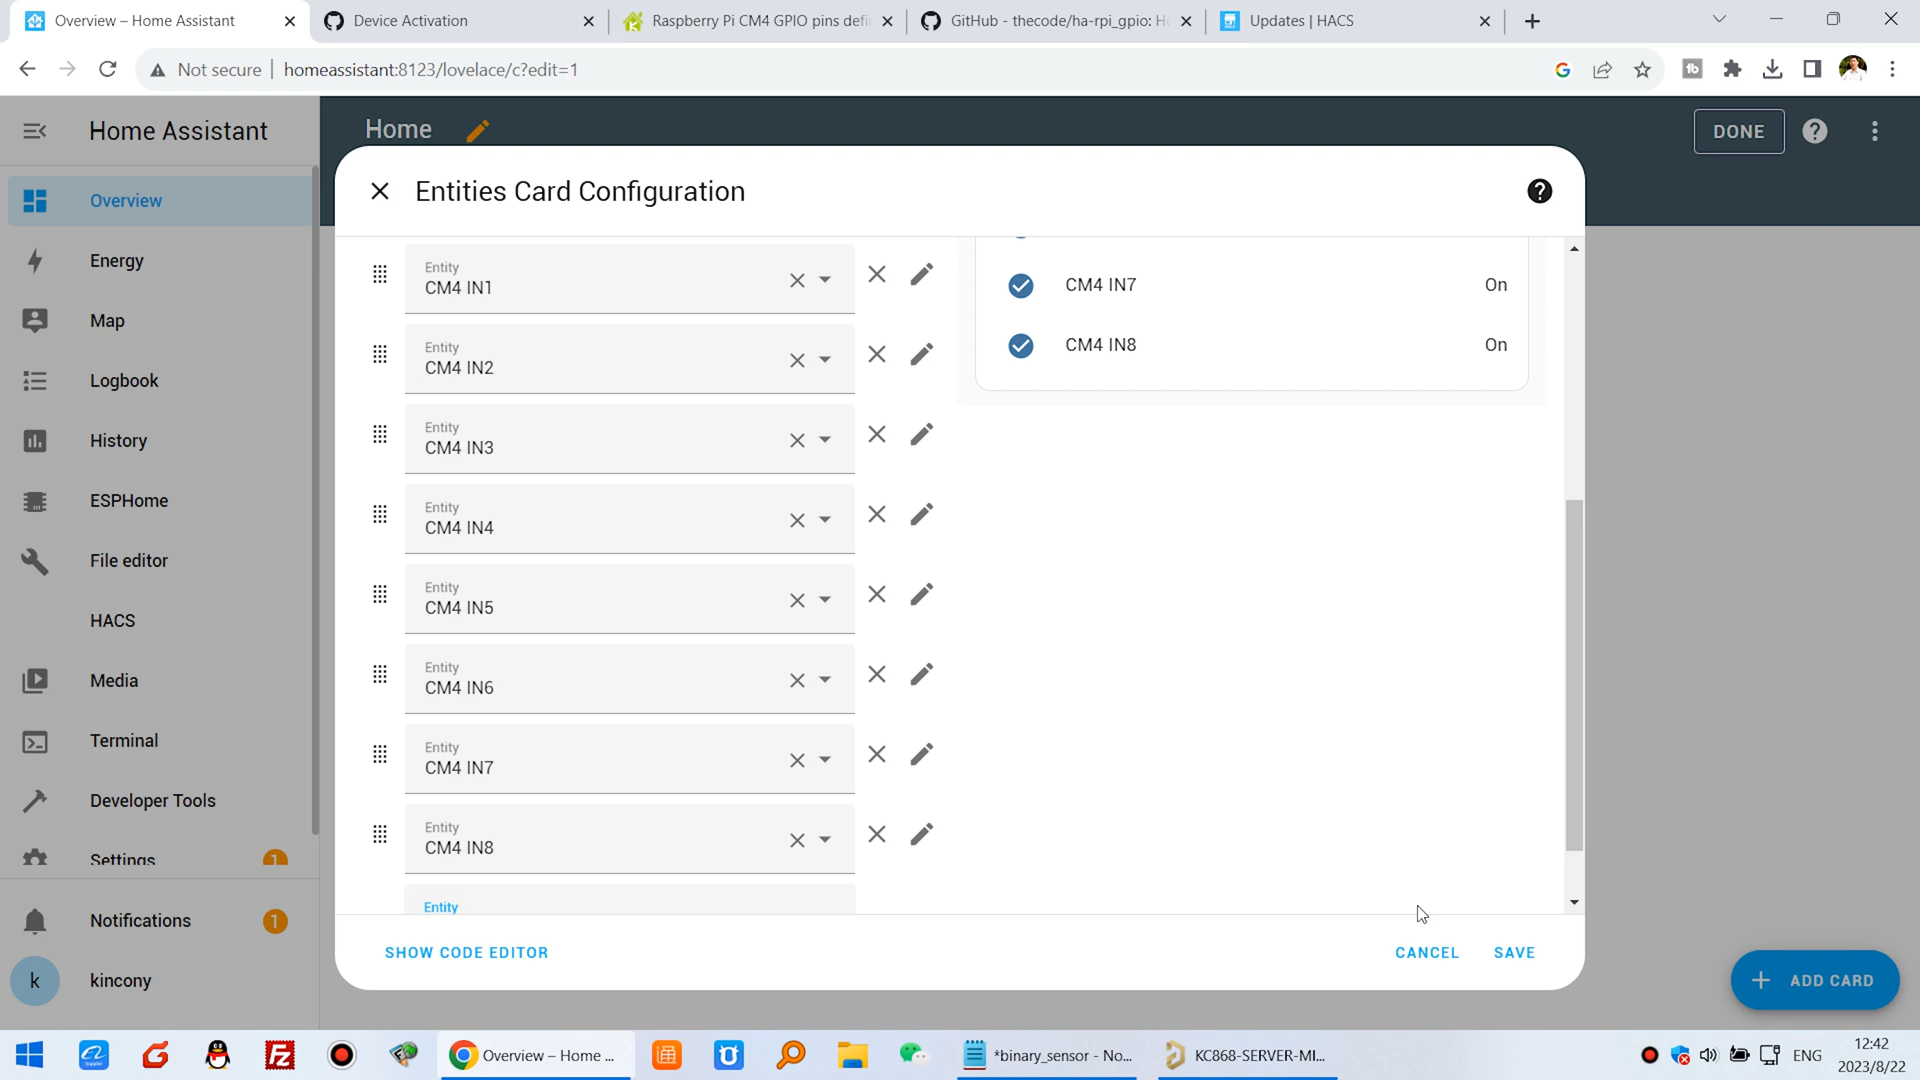 Overview – Home Assistant
Device Activation
Raspberry Pi CM4 GPIO pins defi
GitHub - thecode/ha-rpi_gpio: Ho
Updates | HACS
Not secure
homeassistant:8123/lovelace/c?edit=1
Home Assistant
Home
DONE
Overview
Energy
Map
Logbook
History
ESPHome
File editor
HACS
Media
Terminal
Developer Tools
Settings
1
Notifications
1
k
kincony
Entities Card Configuration
Entity
CM4 IN1
Entity
CM4 IN2
Entity
CM4 IN3
Entity
CM4 IN4
Entity
CM4 IN5
Entity
CM4 IN6
Entity
CM4 IN7
Entity
CM4 IN8
Entity
CM4 IN7 On
CM4 IN8 On
SHOW CODE EDITOR
CANCEL
SAVE
ADD CARD
Overview – Home ...
*binary_sensor - No...
KC868-SERVER-MI...
ENG
12:42
2023/8/22